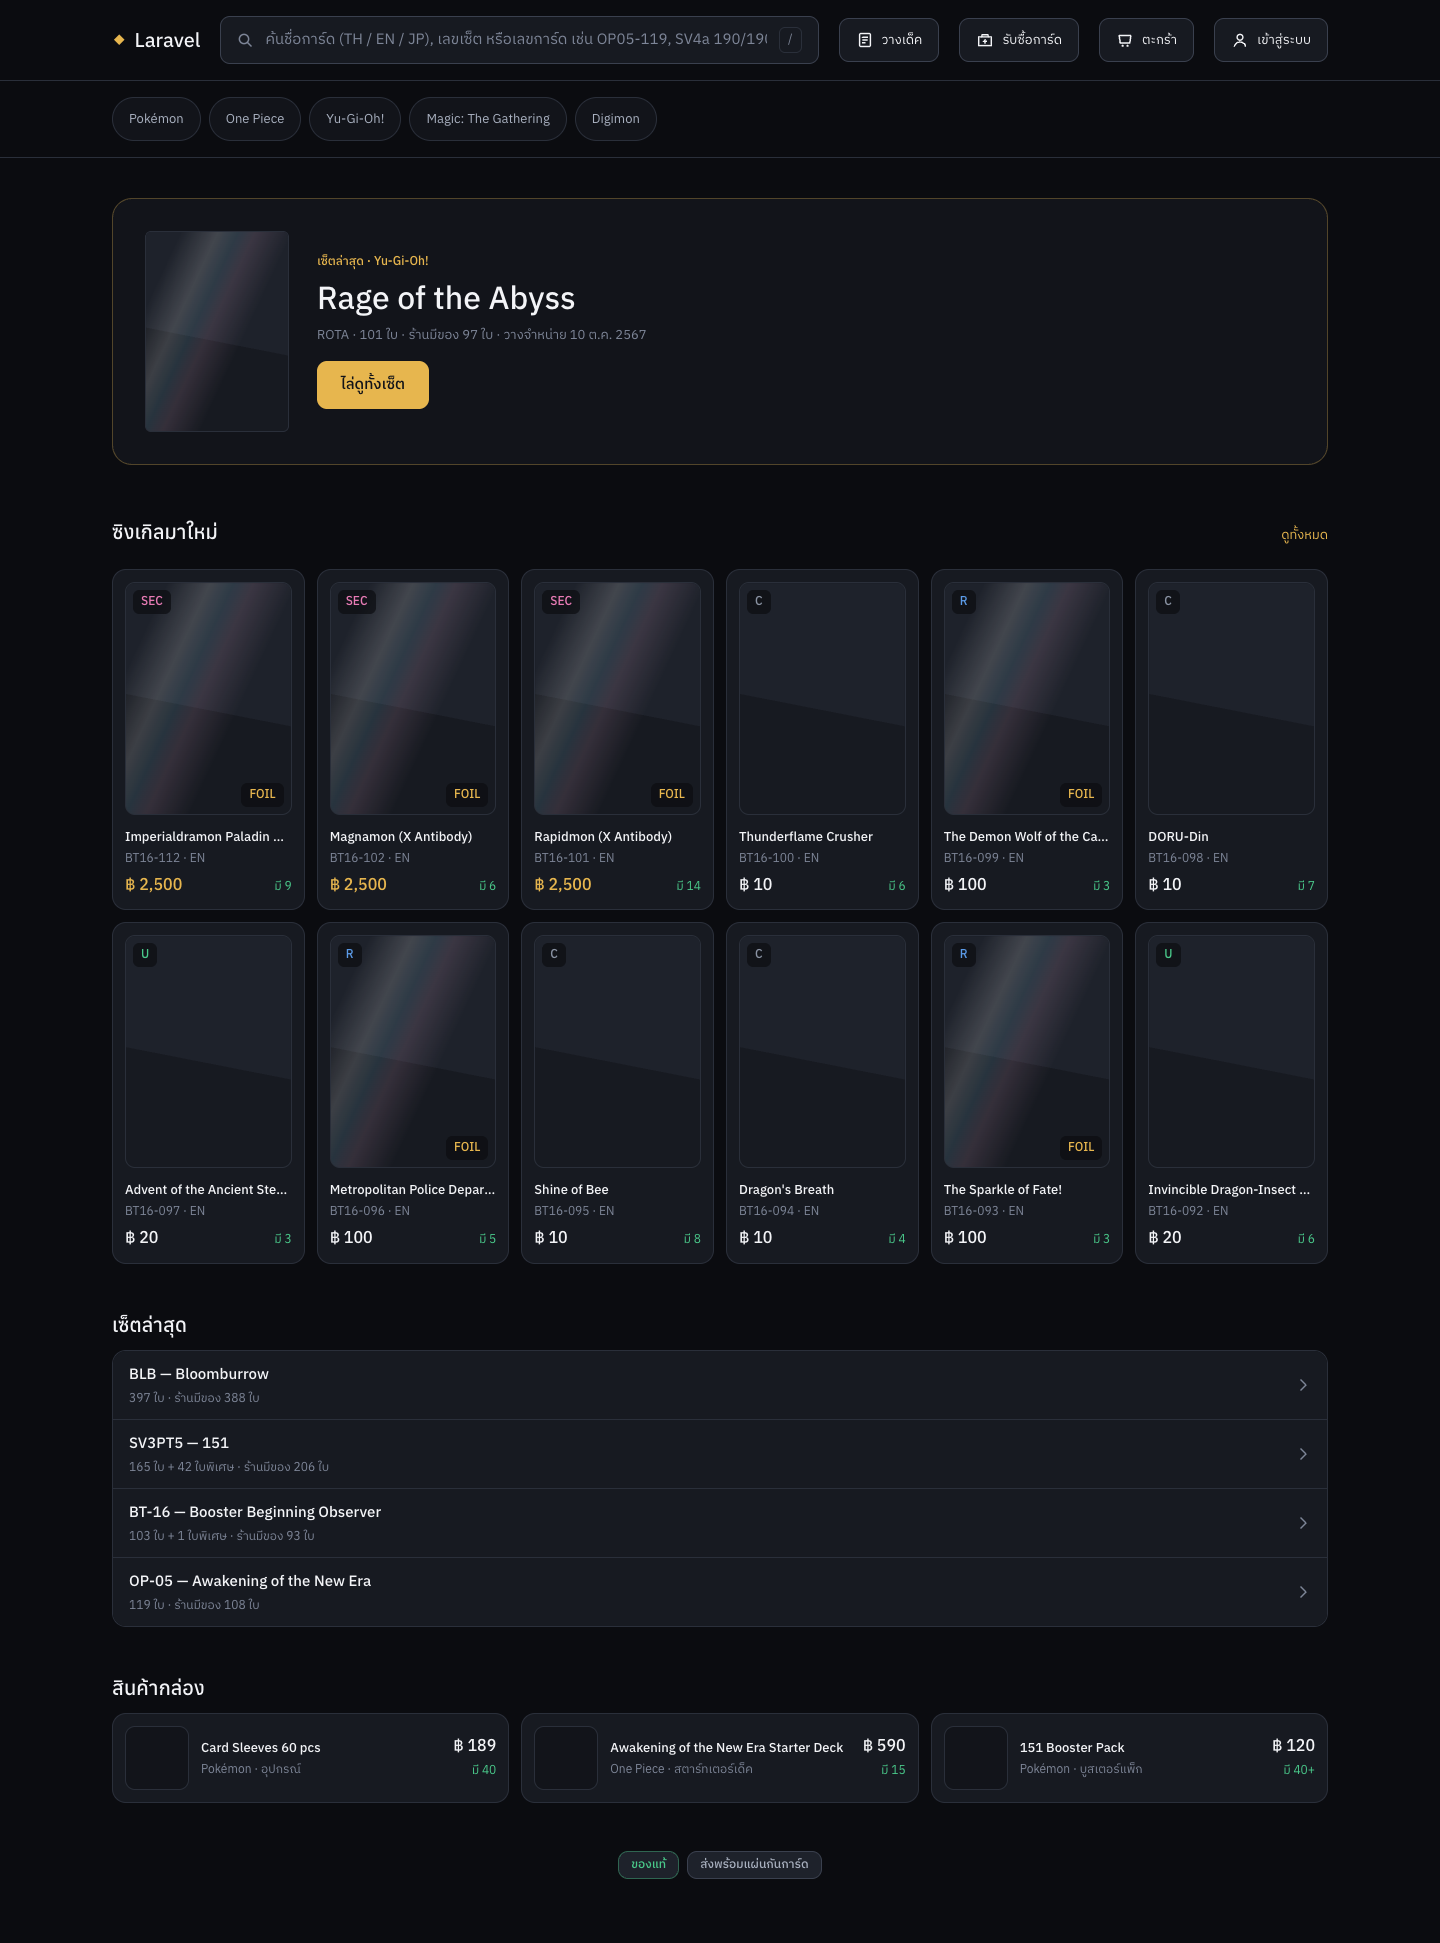 Laravel
ค้นชื่อการ์ด (TH / EN / JP), เลขเซ็ต หรือเลขการ์ด เช่น OP05-119, SV4a 190/190
/
วางเด็ค
รับซื้อการ์ด
ตะกร้า
เข้าสู่ระบบ
Pokémon
One Piece
Yu-Gi-Oh!
Magic: The Gathering
Digimon
เซ็ตล่าสุด · Yu-Gi-Oh!
Rage of the Abyss
ROTA · 101 ใบ · ร้านมีของ 97 ใบ · วางจำหน่าย 10 ต.ค. 2567
ไล่ดูทั้งเซ็ต
ซิงเกิลมาใหม่
ดูทั้งหมด
SEC
FOIL
Imperialdramon Paladin ...
BT16-112 · EN
฿ 2,500
มี 9
SEC
FOIL
Magnamon (X Antibody)
BT16-102 · EN
฿ 2,500
มี 6
SEC
FOIL
Rapidmon (X Antibody)
BT16-101 · EN
฿ 2,500
มี 14
C
Thunderflame Crusher
BT16-100 · EN
฿ 10
มี 6
R
FOIL
The Demon Wolf of the Ca...
BT16-099 · EN
฿ 100
มี 3
C
DORU-Din
BT16-098 · EN
฿ 10
มี 7
U
Advent of the Ancient Ste...
BT16-097 · EN
฿ 20
มี 3
R
FOIL
Metropolitan Police Depar...
BT16-096 · EN
฿ 100
มี 5
C
Shine of Bee
BT16-095 · EN
฿ 10
มี 8
C
Dragon's Breath
BT16-094 · EN
฿ 10
มี 4
R
FOIL
The Sparkle of Fate!
BT16-093 · EN
฿ 100
มี 3
U
Invincible Dragon-Insect ...
BT16-092 · EN
฿ 20
มี 6
เซ็ตล่าสุด
BLB — Bloomburrow
397 ใบ · ร้านมีของ 388 ใบ
SV3PT5 — 151
165 ใบ + 42 ใบพิเศษ · ร้านมีของ 206 ใบ
BT-16 — Booster Beginning Observer
103 ใบ + 1 ใบพิเศษ · ร้านมีของ 93 ใบ
OP-05 — Awakening of the New Era
119 ใบ · ร้านมีของ 108 ใบ
สินค้ากล่อง
Card Sleeves 60 pcs
Pokémon · อุปกรณ์
฿ 189
มี 40
Awakening of the New Era Starter Deck
One Piece · สตาร์ทเตอร์เด็ค
฿ 590
มี 15
151 Booster Pack
Pokémon · บูสเตอร์แพ็ก
฿ 120
มี 40+
ของแท้
ส่งพร้อมแผ่นกันการ์ด